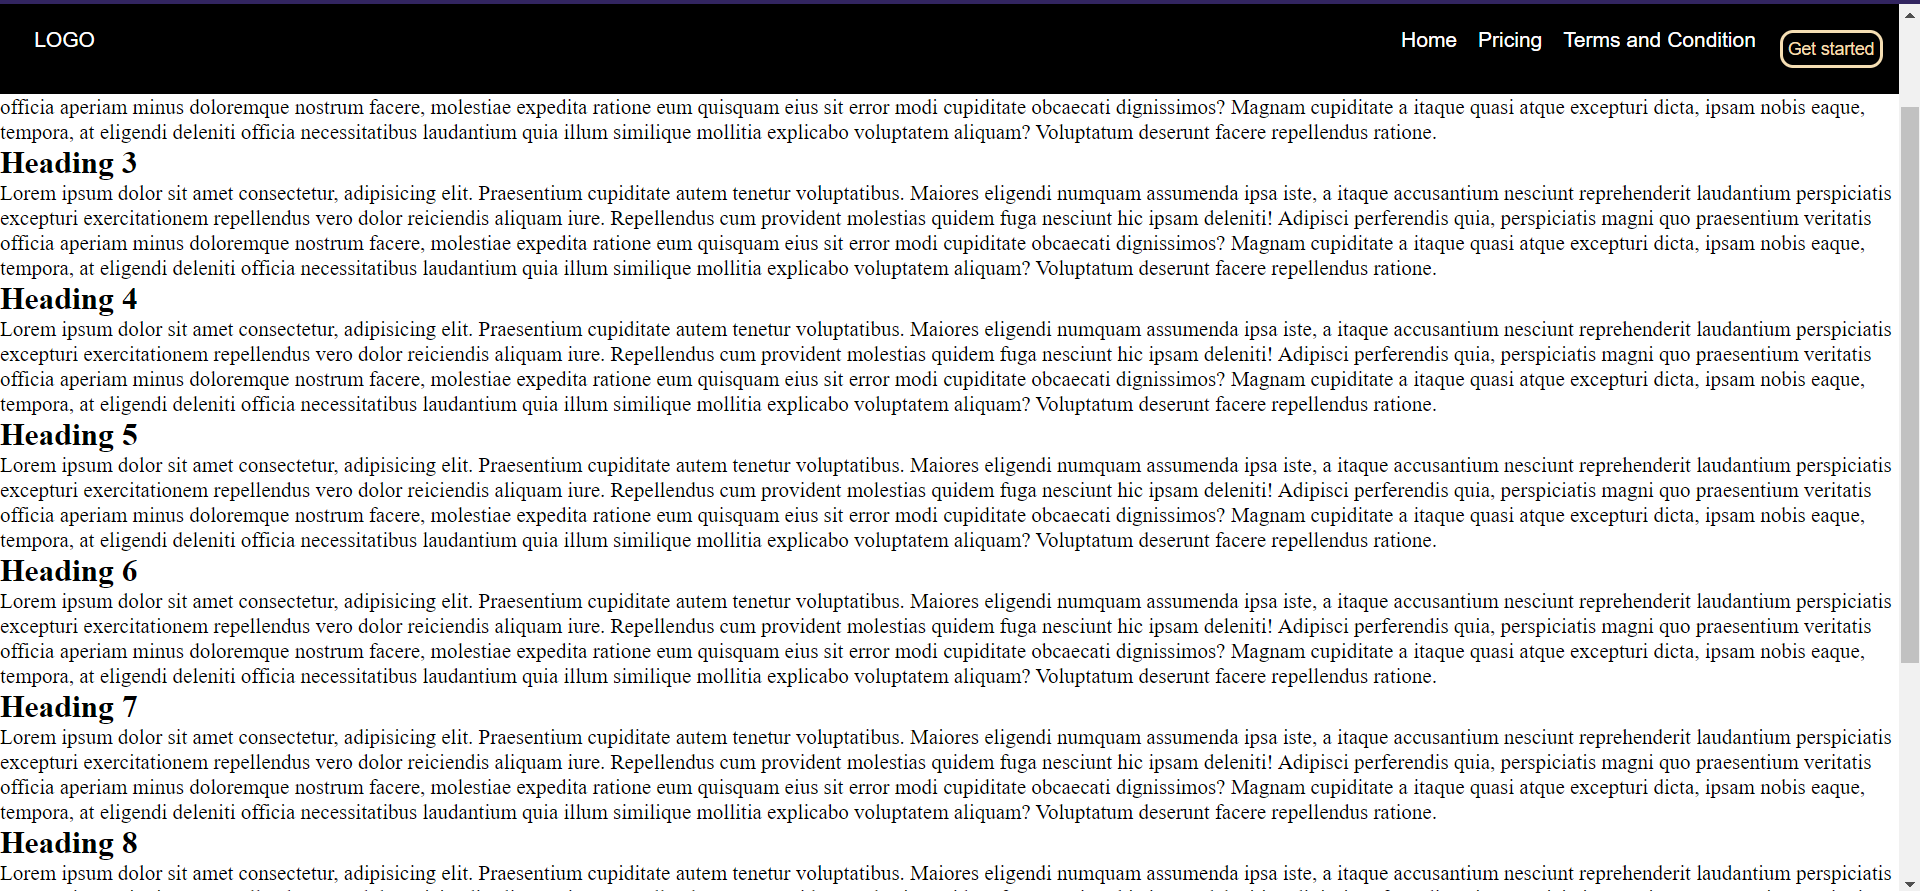 LOGO
Home Pricing Terms and Condition Get started
officia aperiam minus doloremque nostrum facere, molestiae expedita ratione eum quisquam eius sit error modi cupiditate obcaecati dignissimos? Magnam cupiditate a itaque quasi atque excepturi dicta, ipsam nobis eaque,
tempora, at eligendi deleniti officia necessitatibus laudantium quia illum similique mollitia explicabo voluptatem aliquam? Voluptatum deserunt facere repellendus ratione.
Heading 3
Lorem ipsum dolor sit amet consectetur, adipisicing elit. Praesentium cupiditate autem tenetur voluptatibus. Maiores eligendi numquam assumenda ipsa iste, a itaque accusantium nesciunt reprehenderit laudantium perspiciatis
excepturi exercitationem repellendus vero dolor reiciendis aliquam iure. Repellendus cum provident molestias quidem fuga nesciunt hic ipsam deleniti! Adipisci perferendis quia, perspiciatis magni quo praesentium veritatis
officia aperiam minus doloremque nostrum facere, molestiae expedita ratione eum quisquam eius sit error modi cupiditate obcaecati dignissimos? Magnam cupiditate a itaque quasi atque excepturi dicta, ipsam nobis eaque,
tempora, at eligendi deleniti officia necessitatibus laudantium quia illum similique mollitia explicabo voluptatem aliquam? Voluptatum deserunt facere repellendus ratione.
Heading 4
Lorem ipsum dolor sit amet consectetur, adipisicing elit. Praesentium cupiditate autem tenetur voluptatibus. Maiores eligendi numquam assumenda ipsa iste, a itaque accusantium nesciunt reprehenderit laudantium perspiciatis
excepturi exercitationem repellendus vero dolor reiciendis aliquam iure. Repellendus cum provident molestias quidem fuga nesciunt hic ipsam deleniti! Adipisci perferendis quia, perspiciatis magni quo praesentium veritatis
officia aperiam minus doloremque nostrum facere, molestiae expedita ratione eum quisquam eius sit error modi cupiditate obcaecati dignissimos? Magnam cupiditate a itaque quasi atque excepturi dicta, ipsam nobis eaque,
tempora, at eligendi deleniti officia necessitatibus laudantium quia illum similique mollitia explicabo voluptatem aliquam? Voluptatum deserunt facere repellendus ratione.
Heading 5
Lorem ipsum dolor sit amet consectetur, adipisicing elit. Praesentium cupiditate autem tenetur voluptatibus. Maiores eligendi numquam assumenda ipsa iste, a itaque accusantium nesciunt reprehenderit laudantium perspiciatis
excepturi exercitationem repellendus vero dolor reiciendis aliquam iure. Repellendus cum provident molestias quidem fuga nesciunt hic ipsam deleniti! Adipisci perferendis quia, perspiciatis magni quo praesentium veritatis
officia aperiam minus doloremque nostrum facere, molestiae expedita ratione eum quisquam eius sit error modi cupiditate obcaecati dignissimos? Magnam cupiditate a itaque quasi atque excepturi dicta, ipsam nobis eaque,
tempora, at eligendi deleniti officia necessitatibus laudantium quia illum similique mollitia explicabo voluptatem aliquam? Voluptatum deserunt facere repellendus ratione.
Heading 6
Lorem ipsum dolor sit amet consectetur, adipisicing elit. Praesentium cupiditate autem tenetur voluptatibus. Maiores eligendi numquam assumenda ipsa iste, a itaque accusantium nesciunt reprehenderit laudantium perspiciatis
excepturi exercitationem repellendus vero dolor reiciendis aliquam iure. Repellendus cum provident molestias quidem fuga nesciunt hic ipsam deleniti! Adipisci perferendis quia, perspiciatis magni quo praesentium veritatis
officia aperiam minus doloremque nostrum facere, molestiae expedita ratione eum quisquam eius sit error modi cupiditate obcaecati dignissimos? Magnam cupiditate a itaque quasi atque excepturi dicta, ipsam nobis eaque,
tempora, at eligendi deleniti officia necessitatibus laudantium quia illum similique mollitia explicabo voluptatem aliquam? Voluptatum deserunt facere repellendus ratione.
Heading 7
Lorem ipsum dolor sit amet consectetur, adipisicing elit. Praesentium cupiditate autem tenetur voluptatibus. Maiores eligendi numquam assumenda ipsa iste, a itaque accusantium nesciunt reprehenderit laudantium perspiciatis
excepturi exercitationem repellendus vero dolor reiciendis aliquam iure. Repellendus cum provident molestias quidem fuga nesciunt hic ipsam deleniti! Adipisci perferendis quia, perspiciatis magni quo praesentium veritatis
officia aperiam minus doloremque nostrum facere, molestiae expedita ratione eum quisquam eius sit error modi cupiditate obcaecati dignissimos? Magnam cupiditate a itaque quasi atque excepturi dicta, ipsam nobis eaque,
tempora, at eligendi deleniti officia necessitatibus laudantium quia illum similique mollitia explicabo voluptatem aliquam? Voluptatum deserunt facere repellendus ratione.
Heading 8
Lorem ipsum dolor sit amet consectetur, adipisicing elit. Praesentium cupiditate autem tenetur voluptatibus. Maiores eligendi numquam assumenda ipsa iste, a itaque accusantium nesciunt reprehenderit laudantium perspiciatis